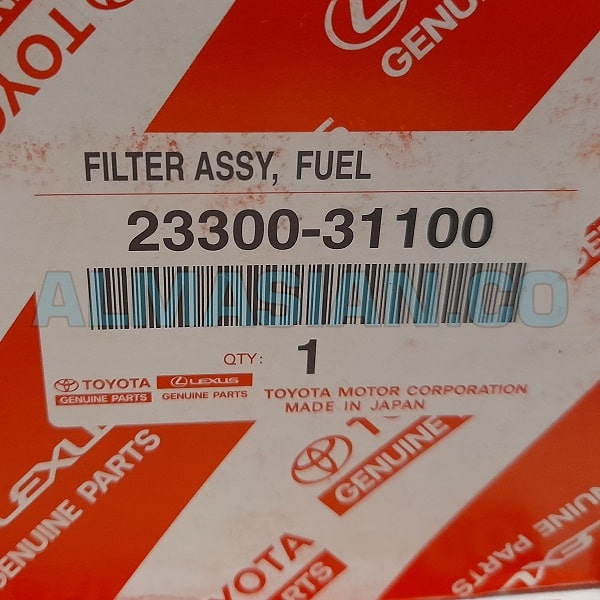 TOYOTA
GENUINE
FILTER ASSY, FUEL
23300-31100
ALMASIAN.CO
QTY: 1
TOYOTA
GENUINE PARTS
LEXUS
GENUINE PARTS
TOYOTA MOTOR CORPORATION
MADE IN JAPAN
LEXUS
GENUINE PARTS
GENUINE
TOYOTA
LEXUS
GENUINE PARTS